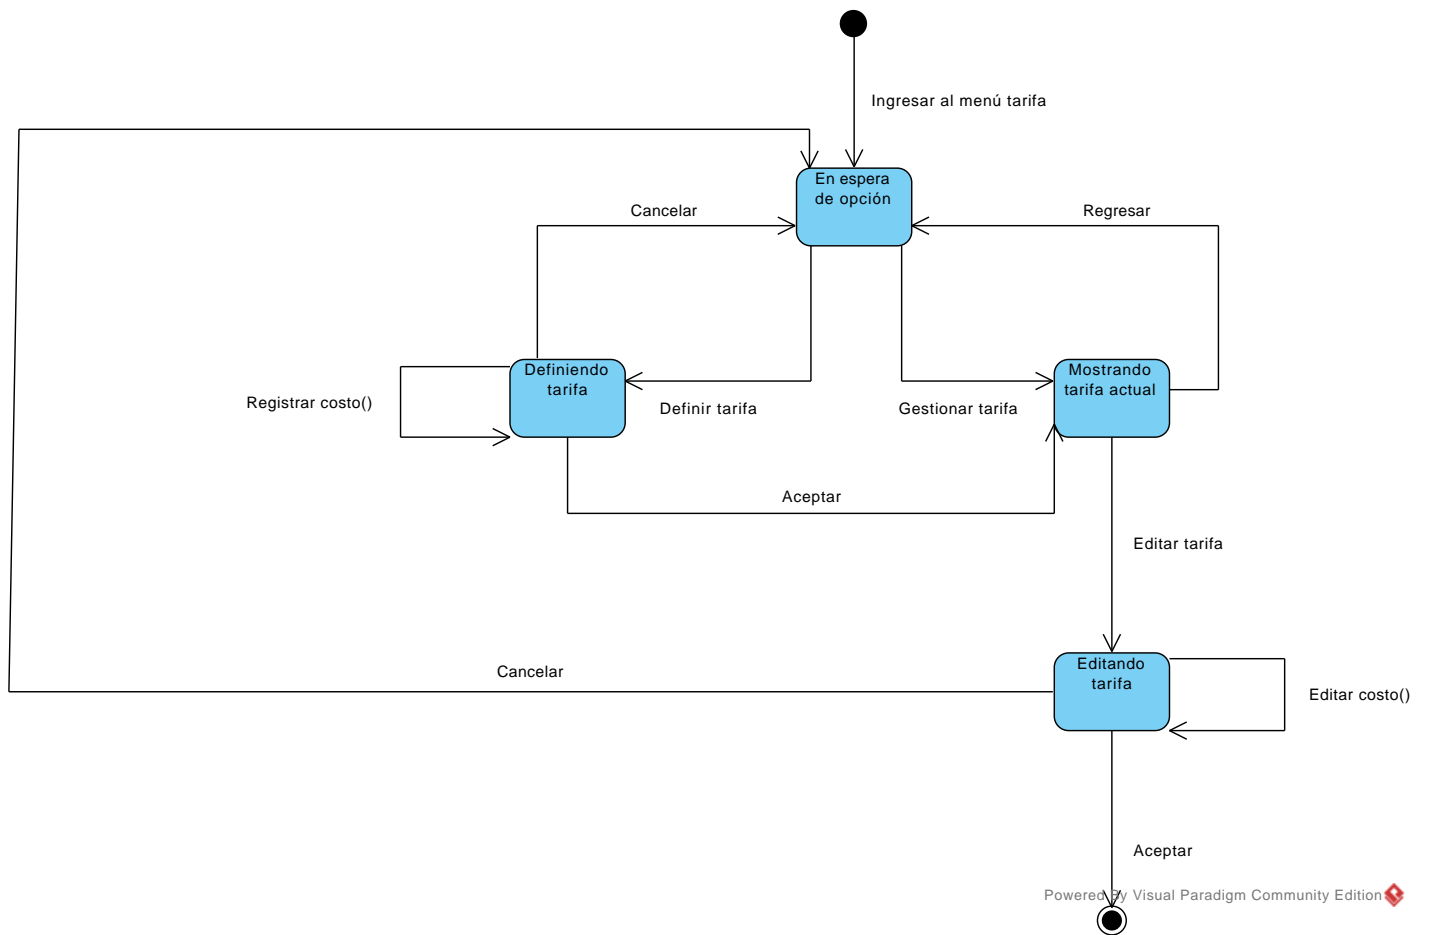 Ingresar al menú tarifa
En espera
de opción
Cancelar
Regresar
Definiendo
tarifa
Mostrando
tarifa actual
Registrar costo()
Definir tarifa
Gestionar tarifa
Aceptar
Editar tarifa
Editando
tarifa
Cancelar
Editar costo()
Aceptar
Powered By Visual Paradigm Community Edition